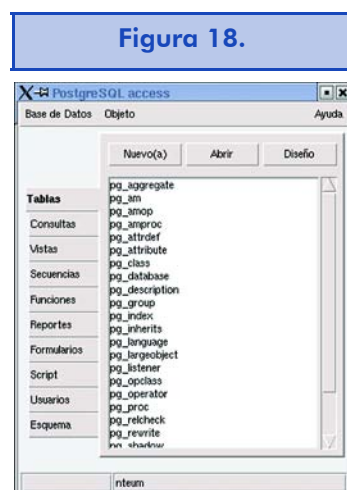 Figura 18.
PostgreSQL access
Base de Datos Objeto Ayuda
Nuevo(a) Abrir Diseño
Tablas
Consultas
Vistas
Secuencias
Funciones
Reportes
Formularios
Script
Usuarios
Esquema
pg_aggregate
pg_am
pg_amop
pg_amproc
pg_attrdef
pg_attribute
pg_class
pg_database
pg_description
pg_group
pg_index
pg_inherits
pg_language
pg_largeobject
pg_listener
pg_opclass
pg_operator
pg_proc
pg_relcheck
pg_rewrite
pg_shadow
nteum